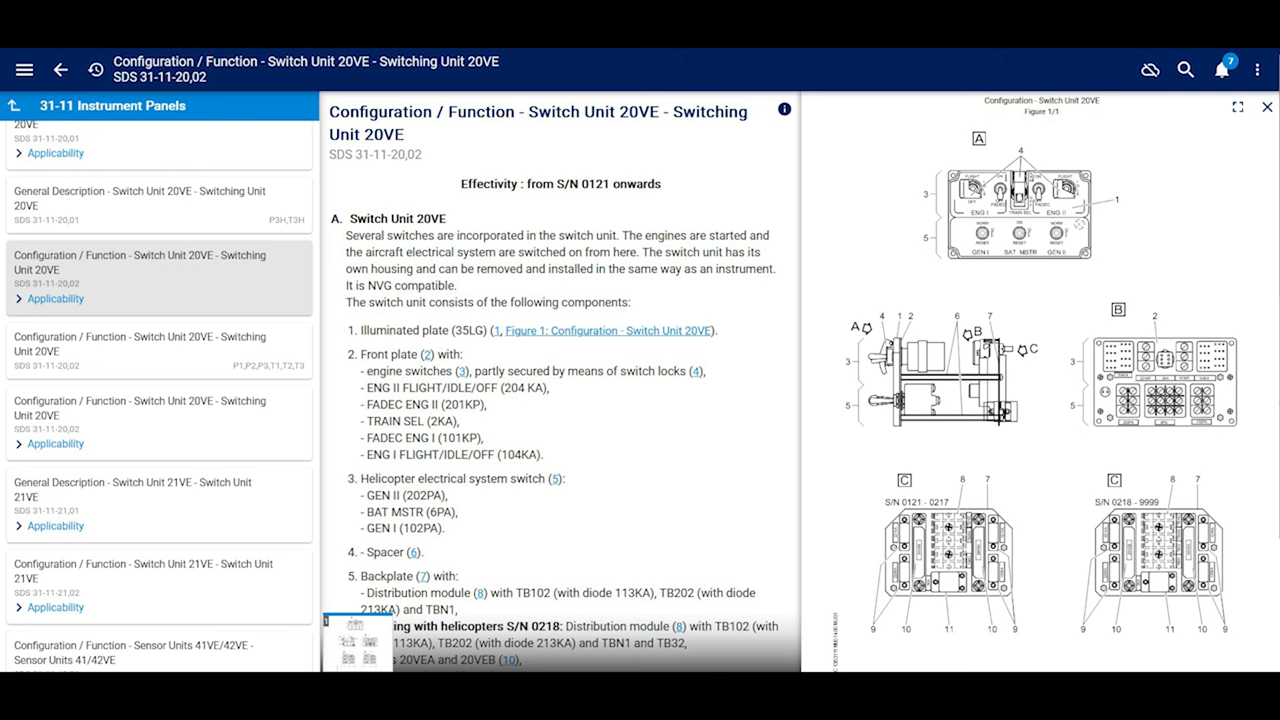 Configuration / Function - Switch Unit 20VE - Switching Unit 20VE
SDS 31-11-20,02
7
31-11 Instrument Panels
20VE
SDS 31-11-20,01
Applicability
General Description - Switch Unit 20VE - Switching
Unit 20VE
SDS 31-11-20,01
P3H,T3H
Configuration / Function - Switch Unit 20VE - Switching
Unit 20VE
SDS 31-11-20,02
Applicability
Configuration / Function - Switch Unit 20VE - Switching
Unit 20VE
SDS 31-11-20,02
P1,P2,P3,T1,T2,T3
Configuration / Function - Switch Unit 20VE - Switching
Unit 20VE
SDS 31-11-20,02
Applicability
General Description - Switch Unit 21VE - Switch Unit
21VE
SDS 31-11-21,01
Applicability
Configuration / Function - Switch Unit 21VE - Switch Unit
21VE
SDS 31-11-21,02
Applicability
Configuration / Function - Sensor Units 41VE/42VE -
Sensor Units 41/42VE
Configuration / Function - Switch Unit 20VE - Switching
Unit 20VE
SDS 31-11-20,02
Effectivity : from S/N 0121 onwards
A. Switch Unit 20VE
Several switches are incorporated in the switch unit. The engines are started and
the aircraft electrical system are switched on from here. The switch unit has its
own housing and can be removed and installed in the same way as an instrument.
It is NVG compatible.
The switch unit consists of the following components:
1. Illuminated plate (35LG) (1, Figure 1: Configuration - Switch Unit 20VE).
2. Front plate (2) with:
- engine switches (3), partly secured by means of switch locks (4),
- ENG II FLIGHT/IDLE/OFF (204 KA),
- FADEC ENG II (201KP),
- TRAIN SEL (2KA),
- FADEC ENG I (101KP),
- ENG I FLIGHT/IDLE/OFF (104KA).
3. Helicopter electrical system switch (5):
- GEN II (202PA),
- BAT MSTR (6PA),
- GEN I (102PA).
4. - Spacer (6).
5. Backplate (7) with:
- Distribution module (8) with TB102 (with diode 113KA), TB202 (with diode
213KA) and TBN1,
ing with helicopters S/N 0218: Distribution module (8) with TB102 (with
113KA), TB202 (with diode 213KA) and TBN1 and TB32,
s 20VEA and 20VEB (10),
1
Configuration - Switch Unit 20VE
Figure 1/1
A
4
3
1
5
FLIGHT ON ON FLIGHT
OFF FADEC FADEC
ENG I TRAIN SEL ENG II
NORM ON NORM
RESET RESET RESET
GEN I BAT MSTR GEN II
B
4 1 2 6 7
A B C
3
5
2
3
5
C
8 7
S/N 0121 - 0217
9 10 11 10 9
C
8 7
S/N 0218 - 9999
9 10 11 10 9